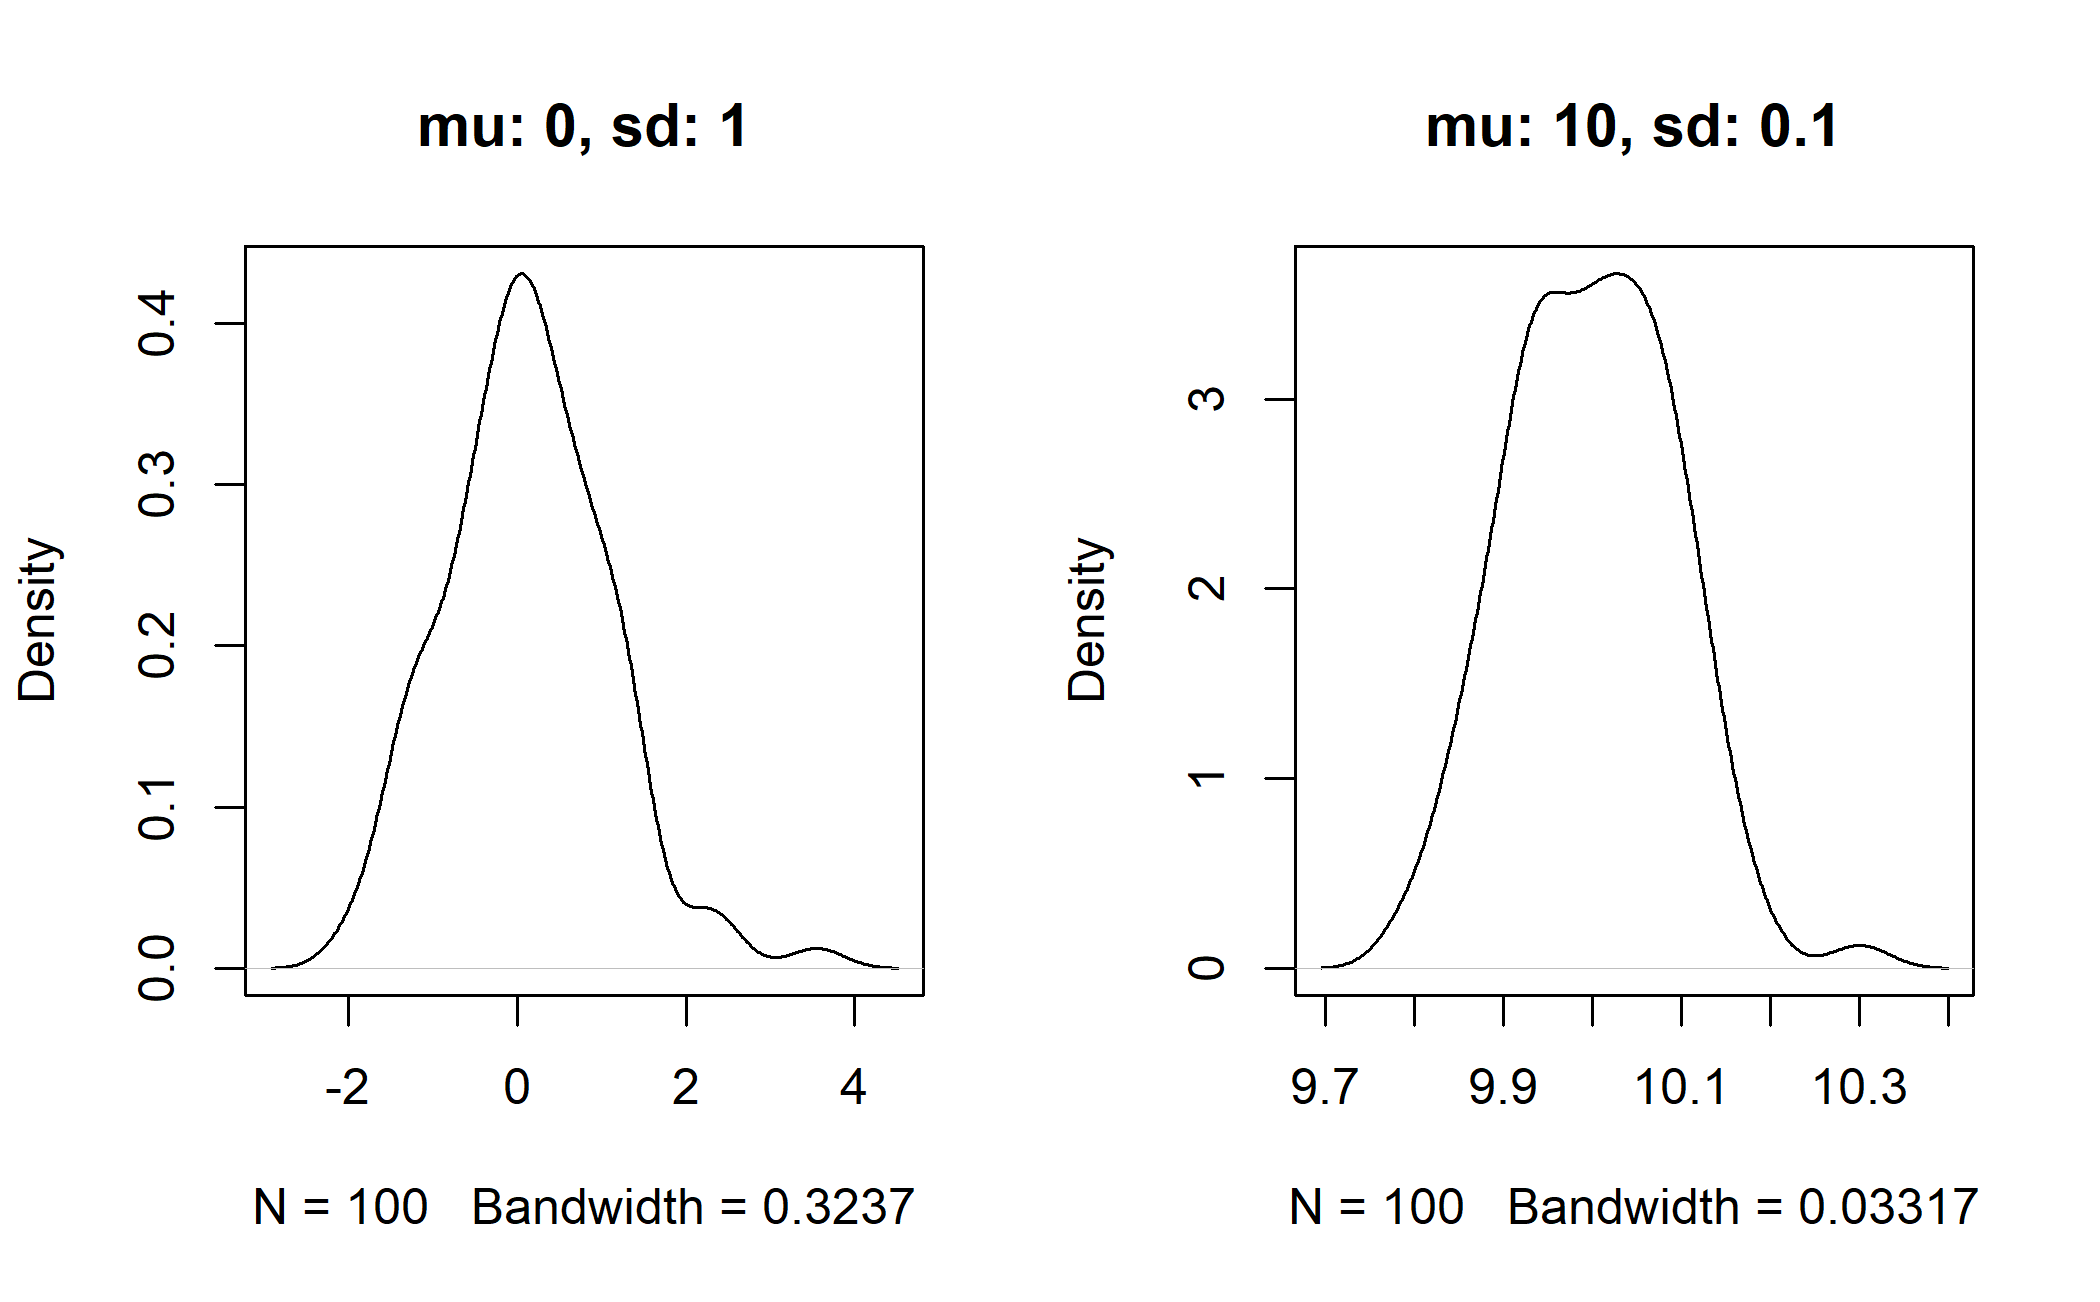 mu: 0, sd: 1
Density
0.4
0.3
0.2
0.1
0.0
-2 0 2 4
N = 100 Bandwidth = 0.3237
mu: 10, sd: 0.1
Density
3
2
1
0
9.7 9.9 10.1 10.3
N = 100 Bandwidth = 0.03317